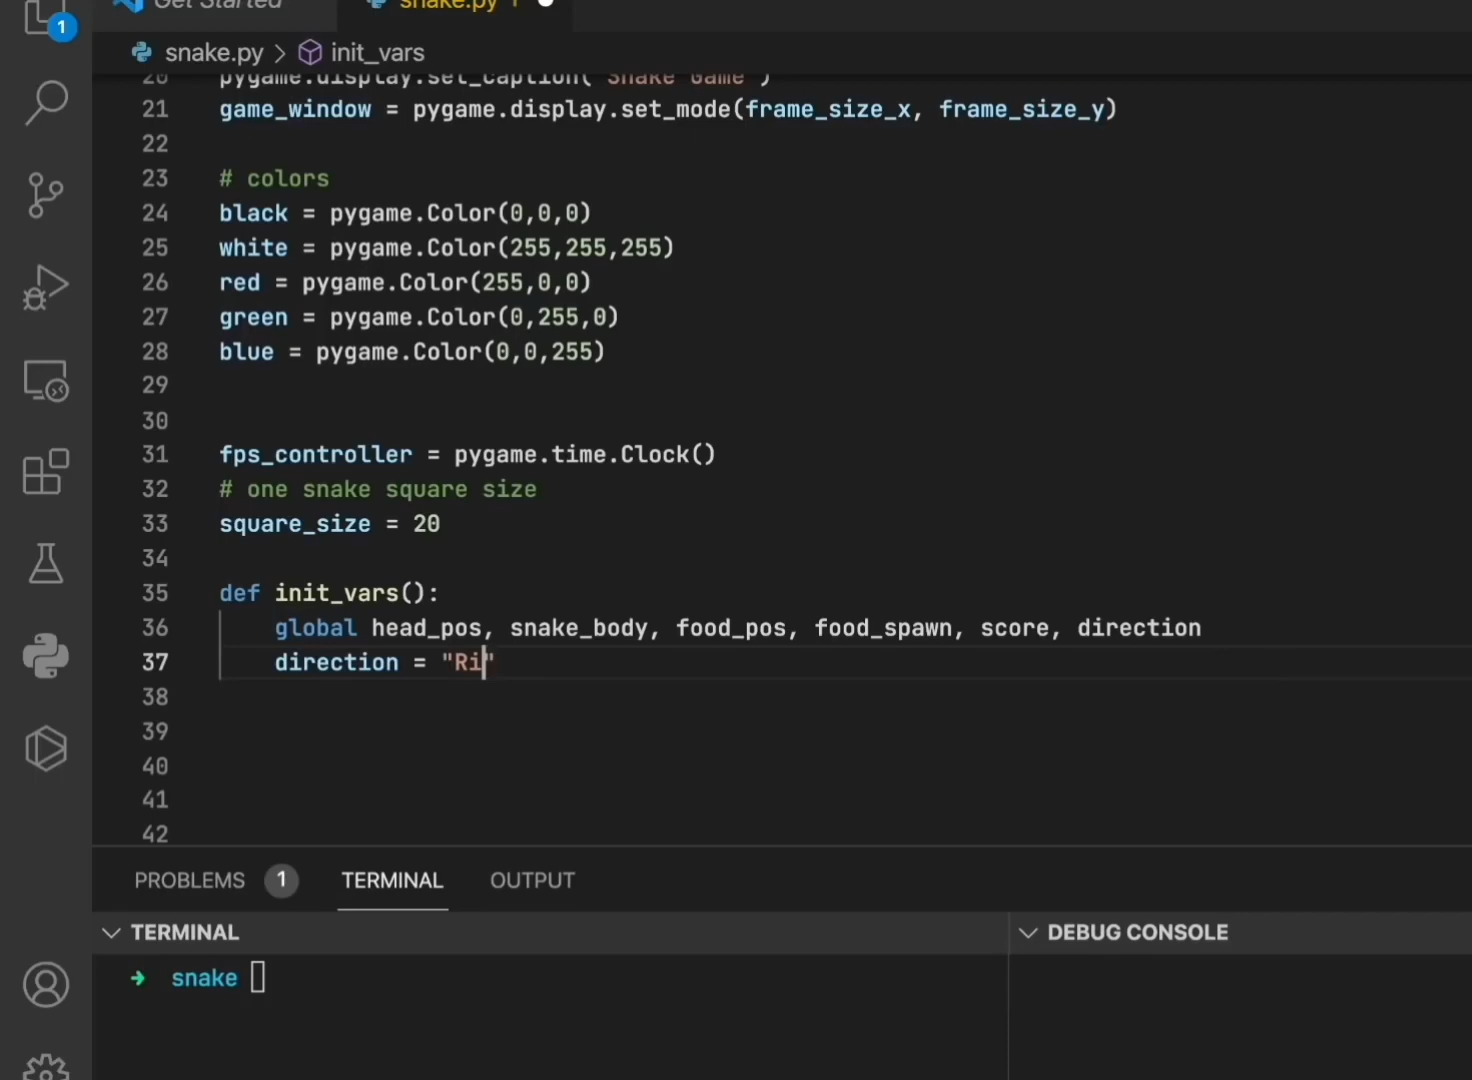 1
Get Started
snake.py 1
snake.py > init_vars
20 pygame.display.set_caption("Snake Game")
21 game_window = pygame.display.set_mode(frame_size_x, frame_size_y)
22
23 # colors
24 black = pygame.Color(0,0,0)
25 white = pygame.Color(255,255,255)
26 red = pygame.Color(255,0,0)
27 green = pygame.Color(0,255,0)
28 blue = pygame.Color(0,0,255)
29
30
31 fps_controller = pygame.time.Clock()
32 # one snake square size
33 square_size = 20
34
35 def init_vars():
36 global head_pos, snake_body, food_pos, food_spawn, score, direction
37 direction = "Ri"
38
39
40
41
42
PROBLEMS 1 TERMINAL OUTPUT
TERMINAL
DEBUG CONSOLE
➜ snake